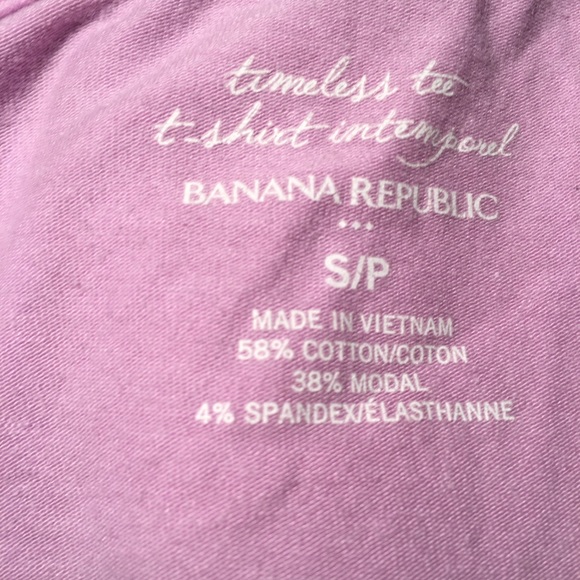 timeless tee
t-shirt intemporel
BANANA REPUBLIC
•••
S/P
MADE IN VIETNAM
58% COTTON/COTON
38% MODAL
4% SPANDEX/ÉLASTHANNE